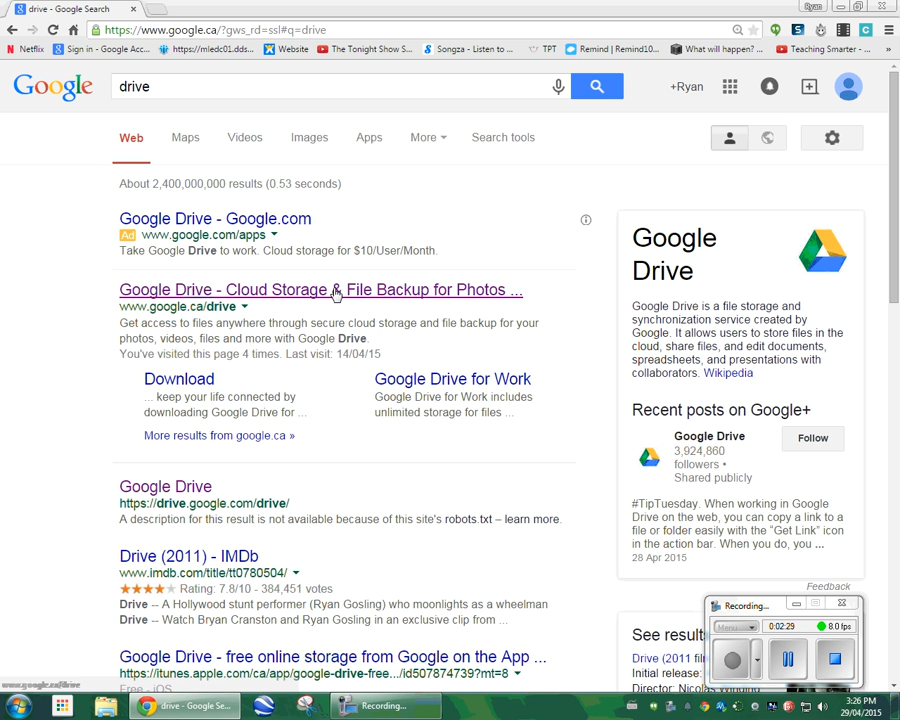 drive - Google Search
Ryan
https://www.google.ca/?gws_rd=ssl#q=drive
Netflix
Sign in - Google Acc...
https://mledc01.dds...
Website
The Tonight Show S...
Songza - Listen to ...
TPT
Remind | Remind10...
What will happen? ...
Teaching Smarter - ...
»
Google
drive
+Ryan
Web
Maps
Videos
Images
Apps
More
Search tools
About 2,400,000,000 results (0.53 seconds)
Google Drive - Google.com
Ad www.google.com/apps
Take Google Drive to work. Cloud storage for $10/User/Month.
Google Drive - Cloud Storage & File Backup for Photos ...
www.google.ca/drive
Get access to files anywhere through secure cloud storage and file backup for your
photos, videos, files and more with Google Drive.
You've visited this page 4 times. Last visit: 14/04/15
Download
... keep your life connected by
downloading Google Drive for ...
Google Drive for Work
Google Drive for Work includes
unlimited storage for files ...
More results from google.ca »
Google Drive
https://drive.google.com/drive/
A description for this result is not available because of this site's robots.txt – learn more.
Drive (2011) - IMDb
www.imdb.com/title/tt0780504/
Rating: 7.8/10 - 384,451 votes
Drive -- A Hollywood stunt performer (Ryan Gosling) who moonlights as a wheelman
Drive -- Watch Bryan Cranston and Ryan Gosling in an exclusive clip from ...
Google Drive - free online storage from Google on the App ...
https://itunes.apple.com/ca/app/google-drive-free.../id507874739?mt=8
Free - iOS
Google
Drive
Google Drive is a file storage and
synchronization service created by
Google. It allows users to store files in the
cloud, share files, and edit documents,
spreadsheets, and presentations with
collaborators. Wikipedia
Recent posts on Google+
Google Drive
3,924,860
followers •
Shared publicly
Follow
#TipTuesday. When working in Google
Drive on the web, you can copy a link to a
file or folder easily with the “Get Link” icon
in the action bar. When you do, you ...
28 Apr 2015
Feedback
See result
Drive (2011 film
Initial release:
Director: Nicolas
Recording...
Menu
0:02:29
8.0 fps
www.google.ca/drive
drive - Google Se...
Recording...
3:26 PM
29/04/2015